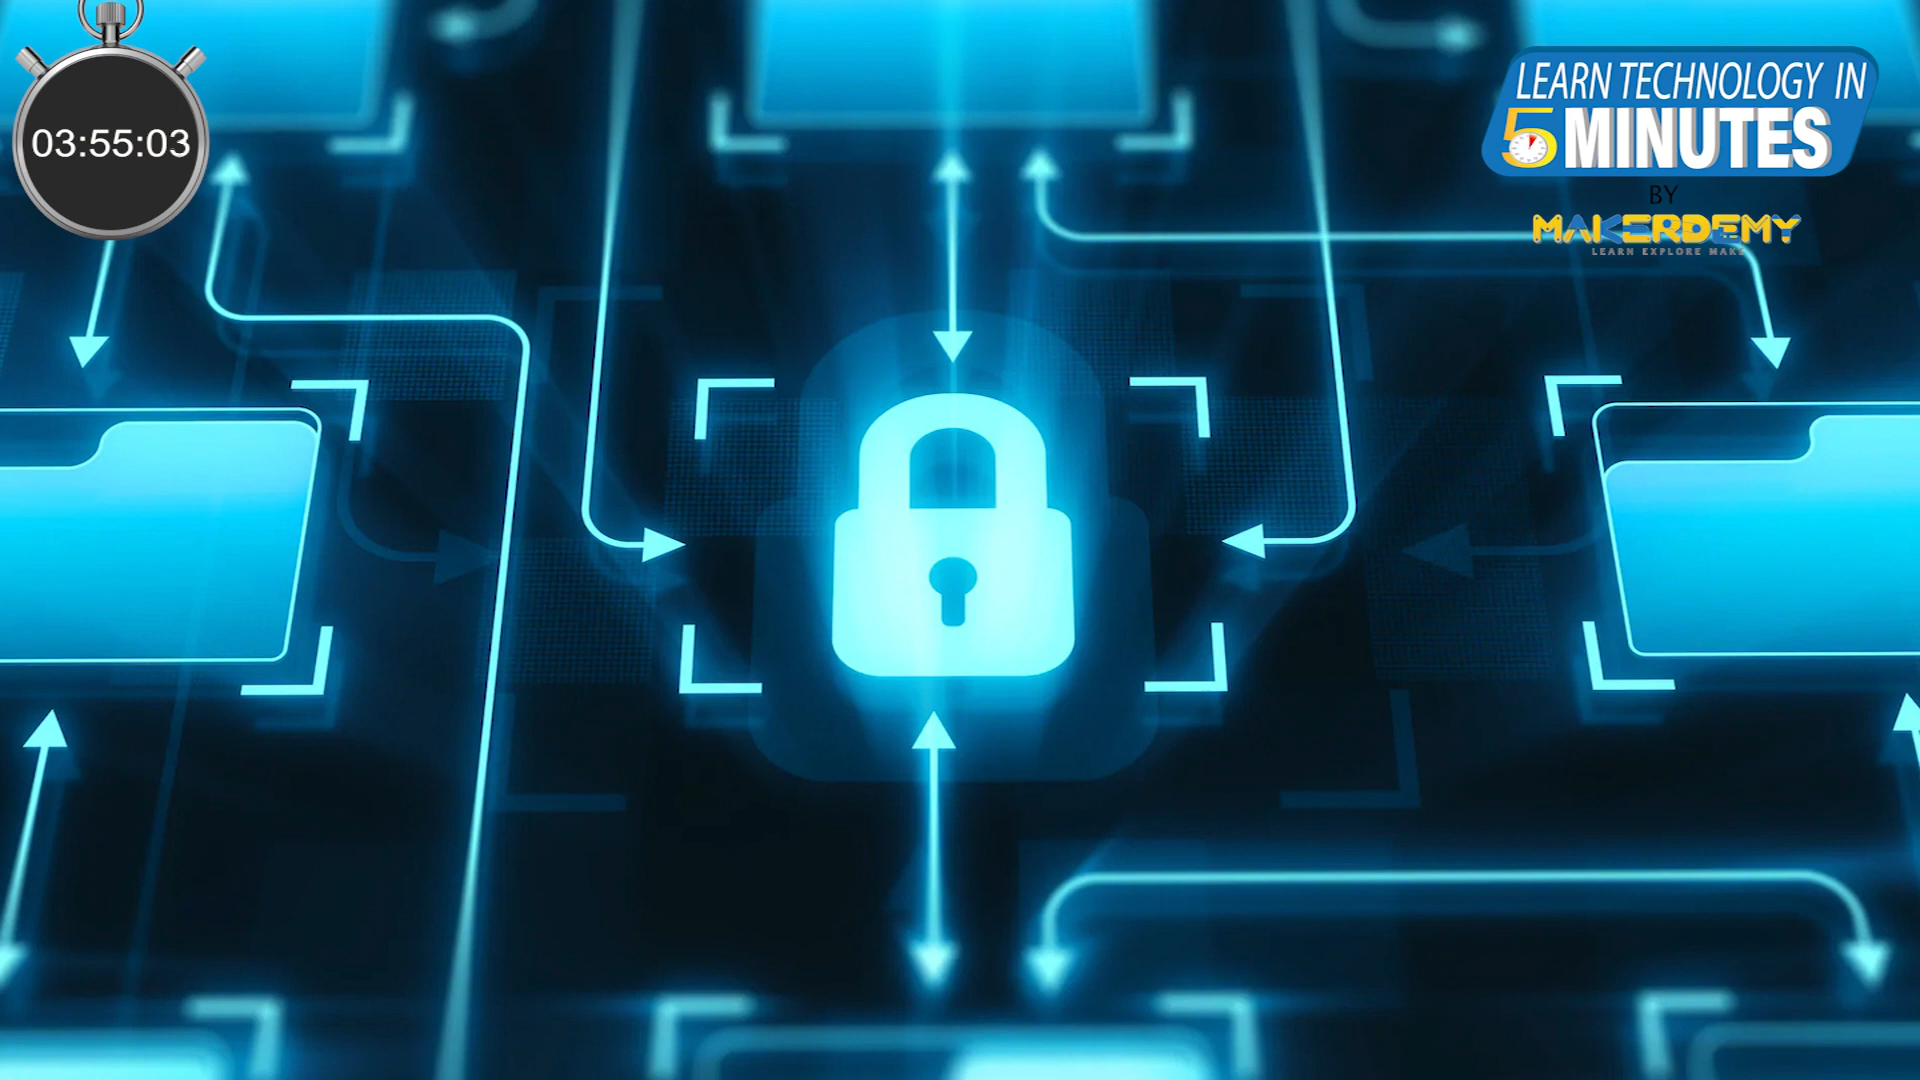 03:55:03
LEARN TECHNOLOGY IN
5 MINUTES
BY
MAKERDEMY
LEARN EXPLORE MAKE